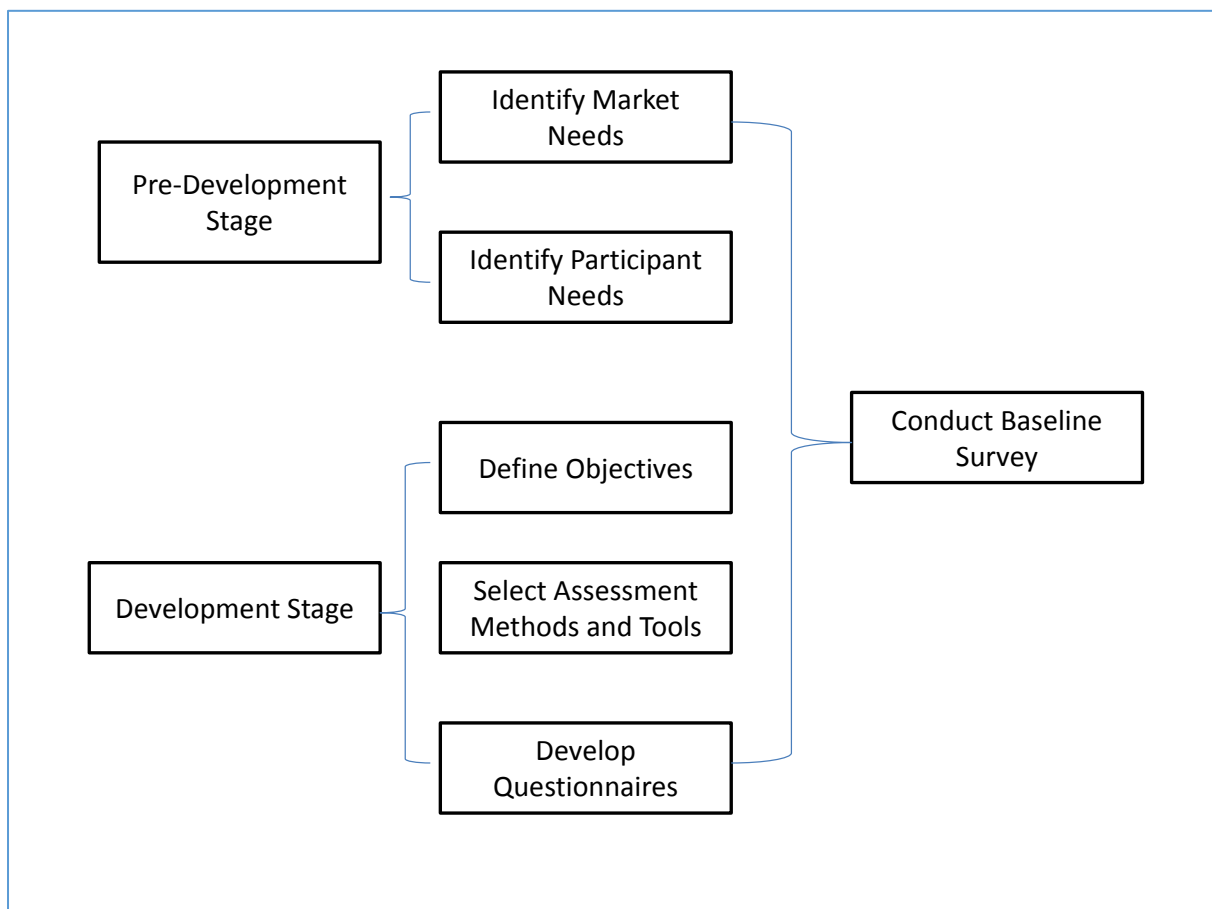 Pre-Development
Stage
Identify Market
Needs
Identify Participant
Needs
Development Stage
Define Objectives
Select Assessment
Methods and Tools
Develop
Questionnaires
Conduct Baseline
Survey